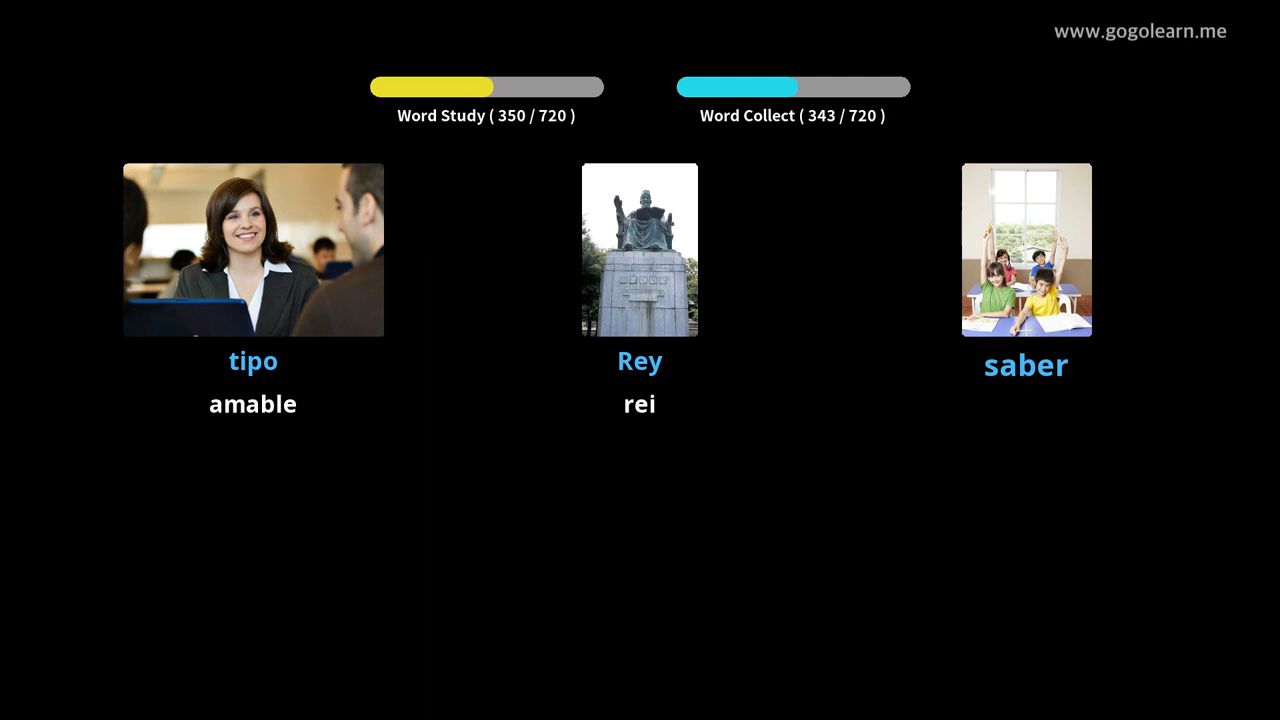 www.gogolearn.me
Word Study ( 350 / 720 )
Word Collect ( 343 / 720 )
tipo
amable
Rey
rei
saber